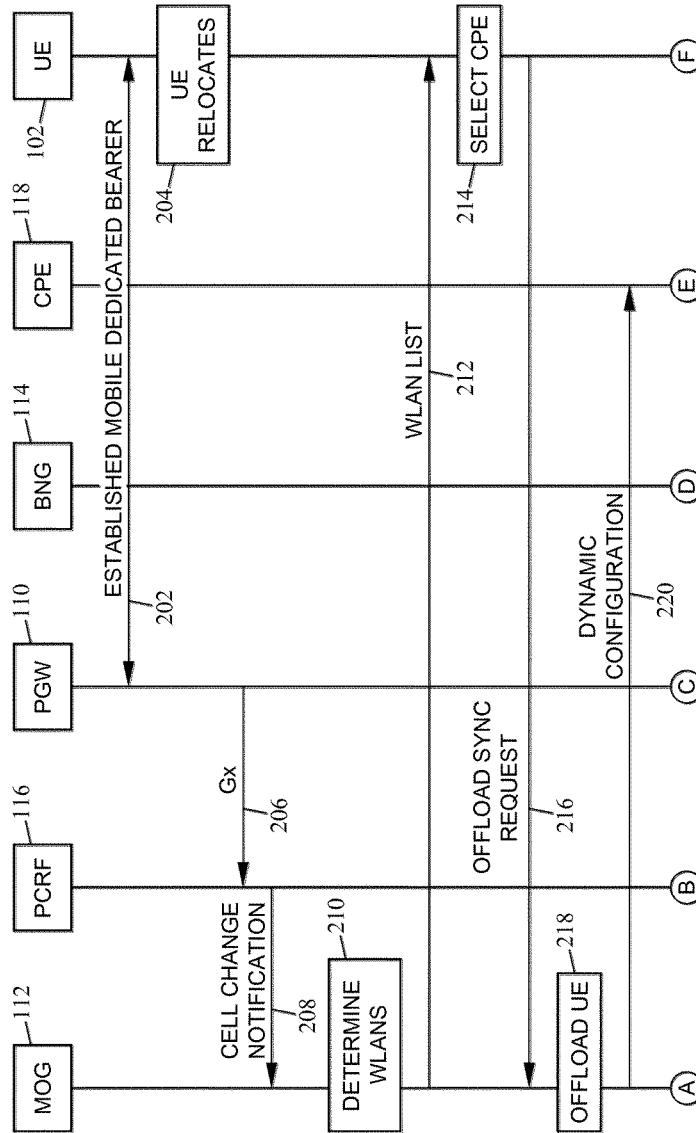 112
116
110
114
118
102
MOG
PCRF
PGW
BNG
CPE
UE
ESTABLISHED MOBILE DEDICATED BEARER
202
UE
RELOCATES
204
Gx
206
CELL CHANGE
NOTIFICATION
208
210
DETERMINE
WLANS
WLAN LIST
212
SELECT CPE
214
OFFLOAD SYNC
REQUEST
216
218
OFFLOAD UE
DYNAMIC
CONFIGURATION
220
A
B
C
D
E
F